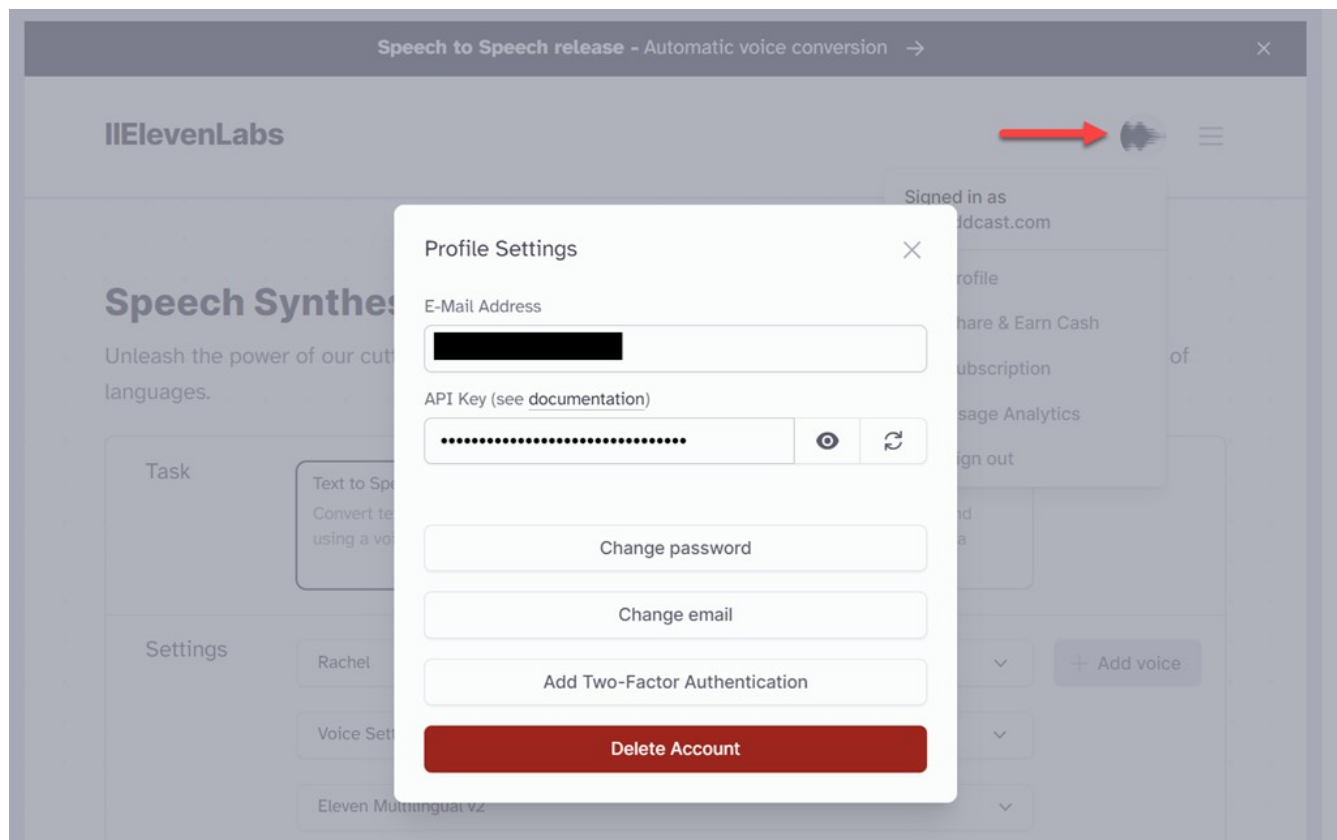 Speech to Speech release - Automatic voice conversion →
IIElevenLabs
Signed in as
ddcast.com
Profile Settings
rofile
E-Mail Address
Speech Synthes
hare & Earn Cash
Unleash the power of our cut
of
ubscription
languages.
API Key (see documentation)
sage Analytics
ign out
Task
Text to Spe
Convert te
nd
using a vo
a
Change password
Change email
Settings
Rachel
+ Add voice
Add Two-Factor Authentication
Voice Sett
Delete Account
Eleven Multilingual v2